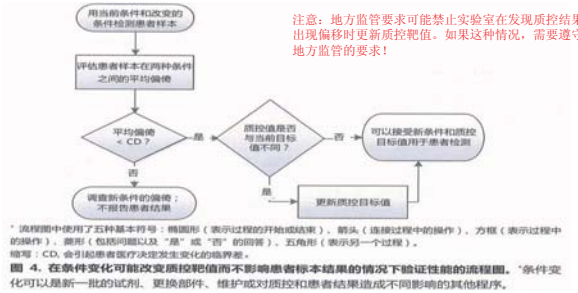 用当前条件和改变的
条件检测患者样本
注意：地方监管要求可能禁止实验室在发现质控结果
出现偏移时更新质控靶值。如果这种情况，需要遵守
地方监管的要求！
评估患者样本在两种条件
之间的平均偏倚
平均偏倚
< CD？
是
质控值是否
与当前目标
值不同？
否
可以接受新条件和质控
目标值用于患者检测
否
是
调查新条件的偏倚；
不报告患者结果
更新质控目标值
*流程图中使用了五种基本符号：椭圆形（表示过程的开始或结束）、箭头（连接过程中的操作）、方框（表示过程中
的操作）、菱形（包括问题以及“是”或“否”的回答）、五角形（表示另一个过程）。
缩写：CD, 会引起患者医疗决定发生变化的临界差。
图 4. 在条件变化可能改变质控靶值而不影响患者标本结果的情况下验证性能的流程图。*条件变
化可以是新一批的试剂、更换部件、维护或对质控和患者结果造成不同影响的其他程序。